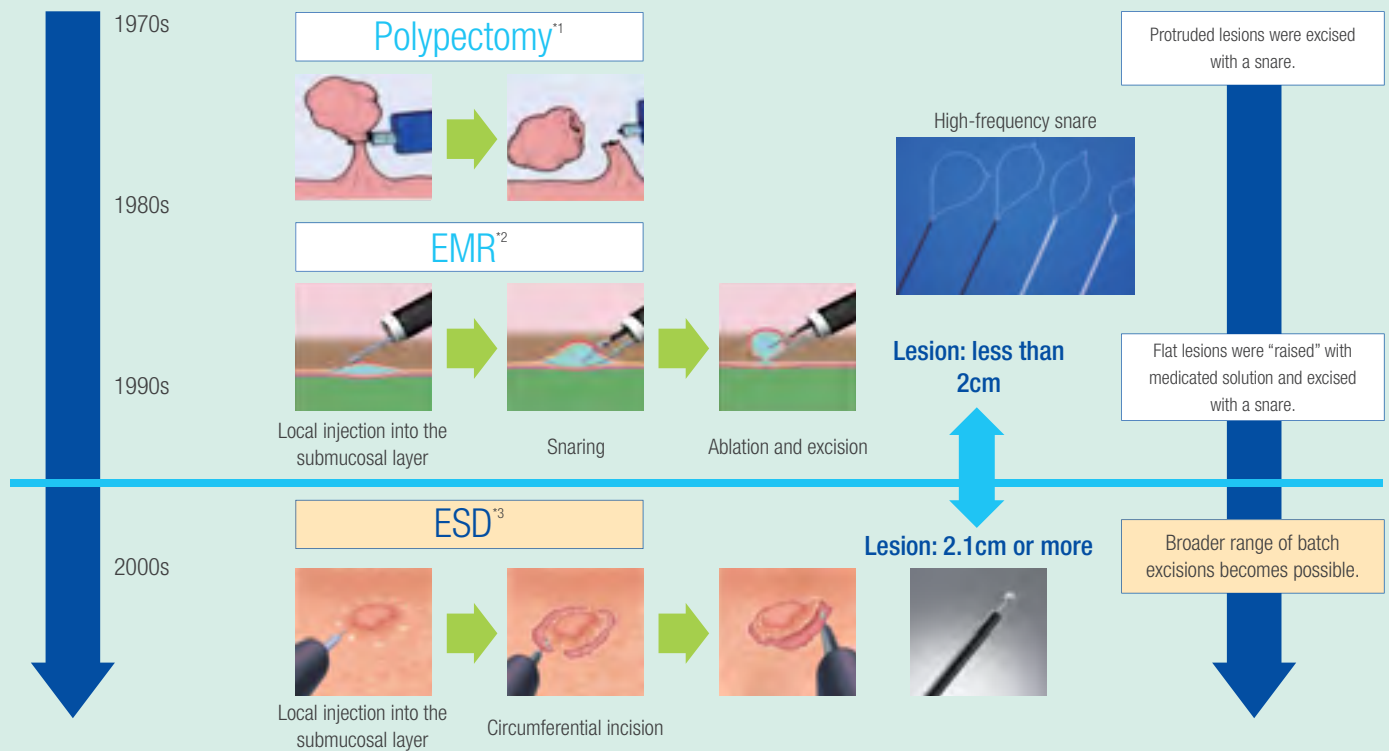 1970s
Polypectomy*1
Protruded lesions were excised
with a snare.
High-frequency snare
1980s
EMR*2
Lesion: less than
2cm
Flat lesions were “raised” with
medicated solution and excised
with a snare.
1990s
Local injection into the
submucosal layer
Snaring
Ablation and excision
ESD*3
Lesion: 2.1cm or more
Broader range of batch
excisions becomes possible.
2000s
Local injection into the
submucosal layer
Circumferential incision